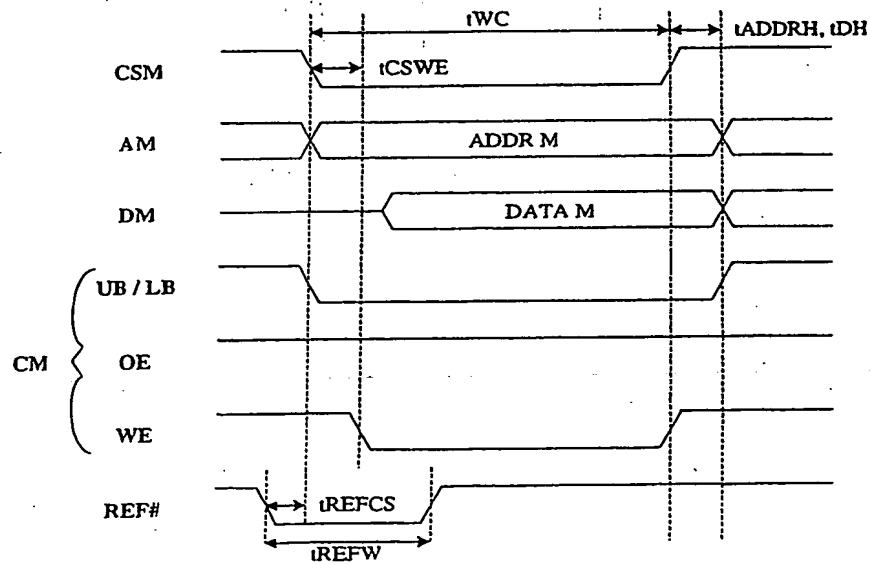 tWC
tADDRH, tDH
CSM
tCSWE
AM
ADDR M
DM
DATA M
UB / LB
CM
OE
WE
REF#
tREFCS
tREFW